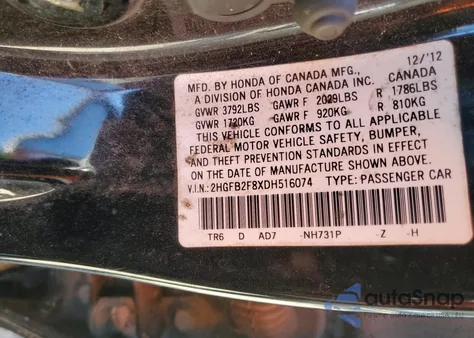 12/'12
MFD. BY HONDA OF CANADA MFG., CANADA
A DIVISION OF HONDA CANADA INC.
GVWR 3792LBS GAWR F 2029LBS R 1786LBS
GVWR 1720KG GAWR F 920KG R 810KG
THIS VEHICLE CONFORMS TO ALL APPLICABLE
FEDERAL MOTOR VEHICLE SAFETY, BUMPER,
AND THEFT PREVENTION STANDARDS IN EFFECT
ON THE DATE OF MANUFACTURE SHOWN ABOVE.
V.I.N.: 2HGFB2F8XDH516074 TYPE: PASSENGER CAR
TR6 D AD7 -NH731P -Z -H
autoSnap